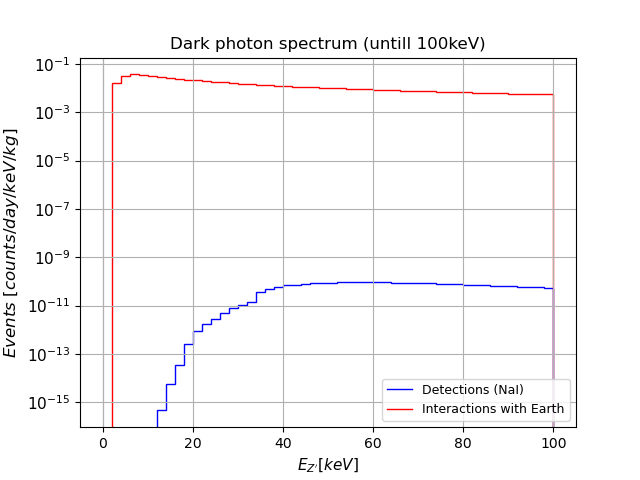 Dark photon spectrum (untill 100keV)
Events [counts/day/keV/kg]
10⁻¹
10⁻³
10⁻⁵
10⁻⁷
10⁻⁹
10⁻¹¹
10⁻¹³
10⁻¹⁵
Detections (NaI)
Interactions with Earth
0 20 40 60 80 100
E_{Z'}[keV]